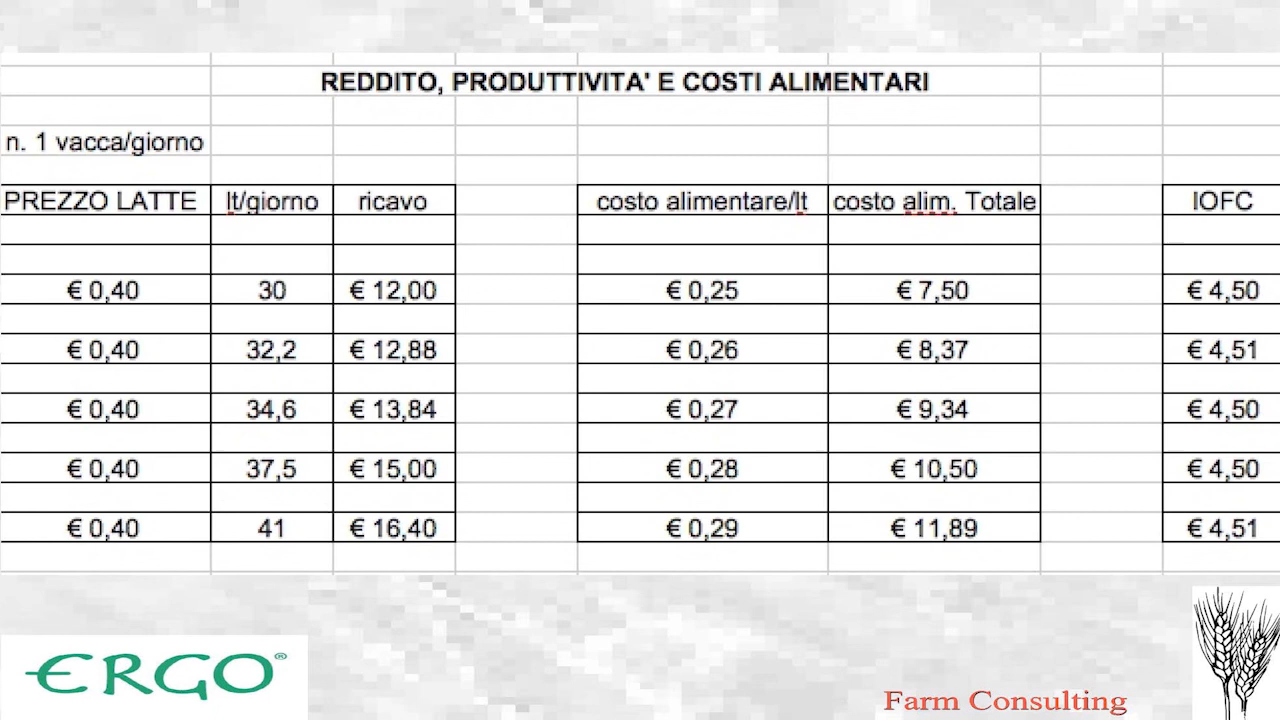 REDDITO, PRODUTTIVITA' E COSTI ALIMENTARI
n. 1 vacca/giorno
PREZZO LATTE lt/giorno ricavo costo alimentare/lt costo alim. Totale IOFC
€ 0,40 30 € 12,00 € 0,25 € 7,50 € 4,50
€ 0,40 32,2 € 12,88 € 0,26 € 8,37 € 4,51
€ 0,40 34,6 € 13,84 € 0,27 € 9,34 € 4,50
€ 0,40 37,5 € 15,00 € 0,28 € 10,50 € 4,50
€ 0,40 41 € 16,40 € 0,29 € 11,89 € 4,51
ERGO®
Farm Consulting